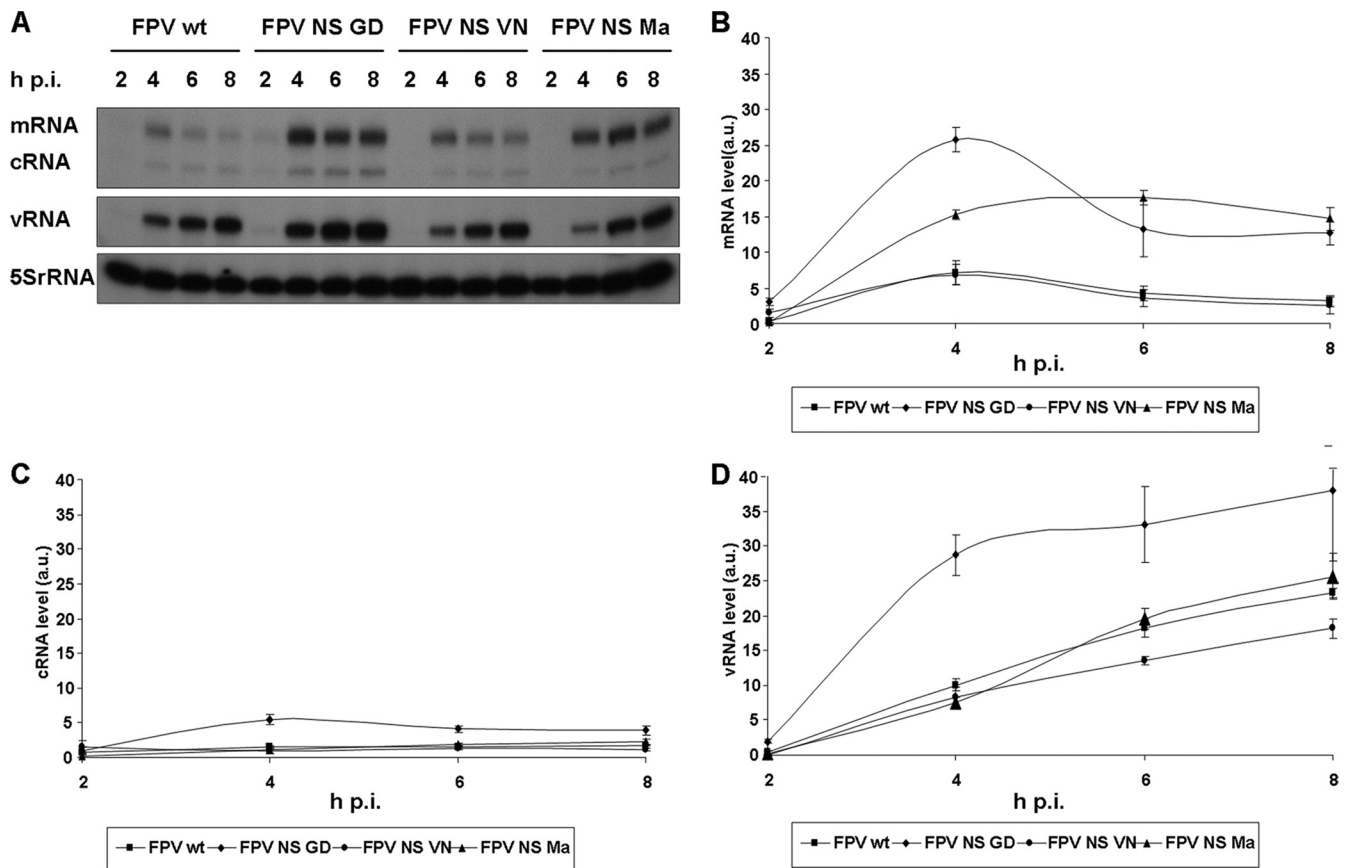 A
FPV wt FPV NS GD FPV NS VN FPV NS Ma
h p.i. 2 4 6 8 2 4 6 8 2 4 6 8 2 4 6 8
mRNA
cRNA
vRNA
5SrRNA
B
mRNA level(a.u.)
40
35
30
25
20
15
10
5
0
2 4 6 8
h p.i.
FPV wt FPV NS GD FPV NS VN FPV NS Ma
C
cRNA level (a.u.)
40
35
30
25
20
15
10
5
0
2 4 6 8
h p.i.
FPV wt FPV NS GD FPV NS VN FPV NS Ma
D
vRNA level (a.u.)
40
35
30
25
20
15
10
5
0
2 4 6 8
h p.i.
FPV wt FPV NS GD FPV NS VN FPV NS Ma